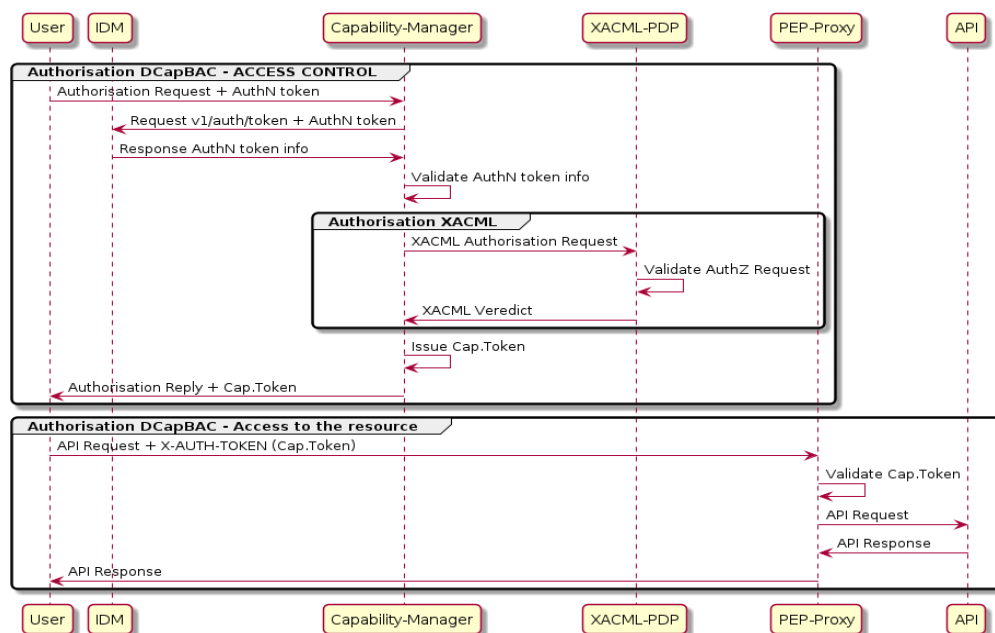 User
IDM
Capability-Manager
XACML-PDP
PEP-Proxy
API
Authorisation DCapBAC - ACCESS CONTROL
Authorisation Request + AuthN token
Request v1/auth/token + AuthN token
Response AuthN token info
Validate AuthN token info
Authorisation XACML
XACML Authorisation Request
Validate AuthZ Request
XACML Veredict
Issue Cap.Token
Authorisation Reply + Cap.Token
Authorisation DCapBAC - Access to the resource
API Request + X-AUTH-TOKEN (Cap.Token)
Validate Cap.Token
API Request
API Response
API Response
User
IDM
Capability-Manager
XACML-PDP
PEP-Proxy
API